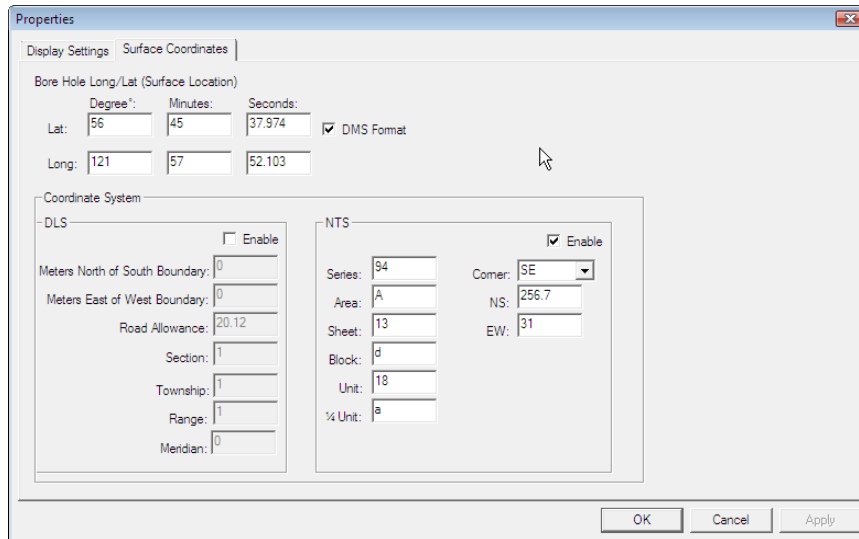 Properties
Display Settings Surface Coordinates
Bore Hole Long/Lat (Surface Location)
Degree°: Minutes: Seconds:
Lat: 56 45 37.974 DMS Format
Long: 121 57 52.103
Coordinate System
DLS
Enable
Meters North of South Boundary: 0
Meters East of West Boundary: 0
Road Allowance: 20.12
Section: 1
Township: 1
Range: 1
Meridian: 0
NTS
Enable
Series: 94
Area: A
Sheet: 13
Block: d
Unit: 18
¼ Unit: a
Corner: SE
NS: 256.7
EW: 31
OK Cancel Apply